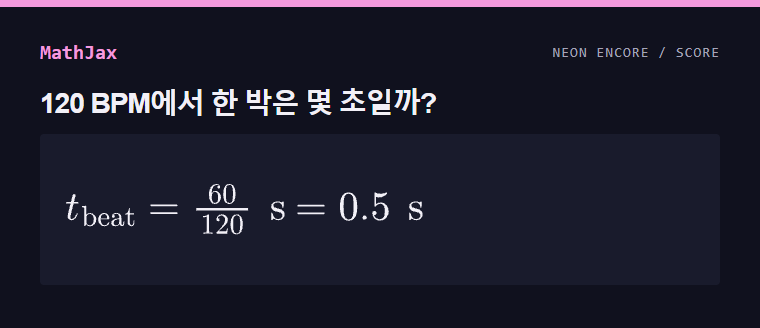 MathJax
NEON ENCORE / SCORE
120 BPM에서 한 박은 몇 초일까?
t_beat = 60/120 s = 0.5 s